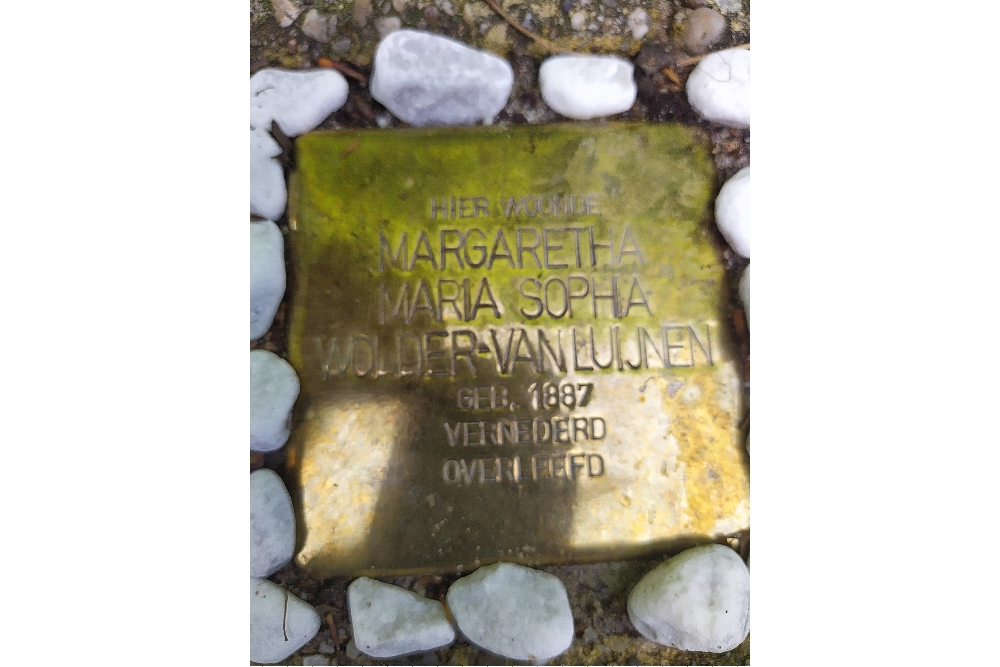 HIER WOONDE
MARGARETHA
MARIA SOPHIA
WOLDER-VAN LUIJNEN
GEB. 1887
VERNEDERD
OVERLEEFD